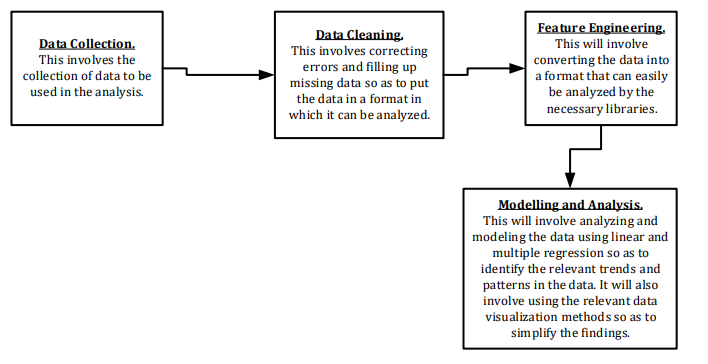 Data Collection.
This involves the
collection of data to be
used in the analysis.
Data Cleaning.
This involves correcting
errors and filling up
missing data so as to put
the data in a format in
which it can be analyzed.
Feature Engineering.
This will involve
converting the data into
a format that can easily
be analyzed by the
necessary libraries.
Modelling and Analysis.
This will involve analyzing and
modeling the data using linear and
multiple regression so as to
identify the relevant trends and
patterns in the data. It will also
involve using the relevant data
visualization methods so as to
simplify the findings.